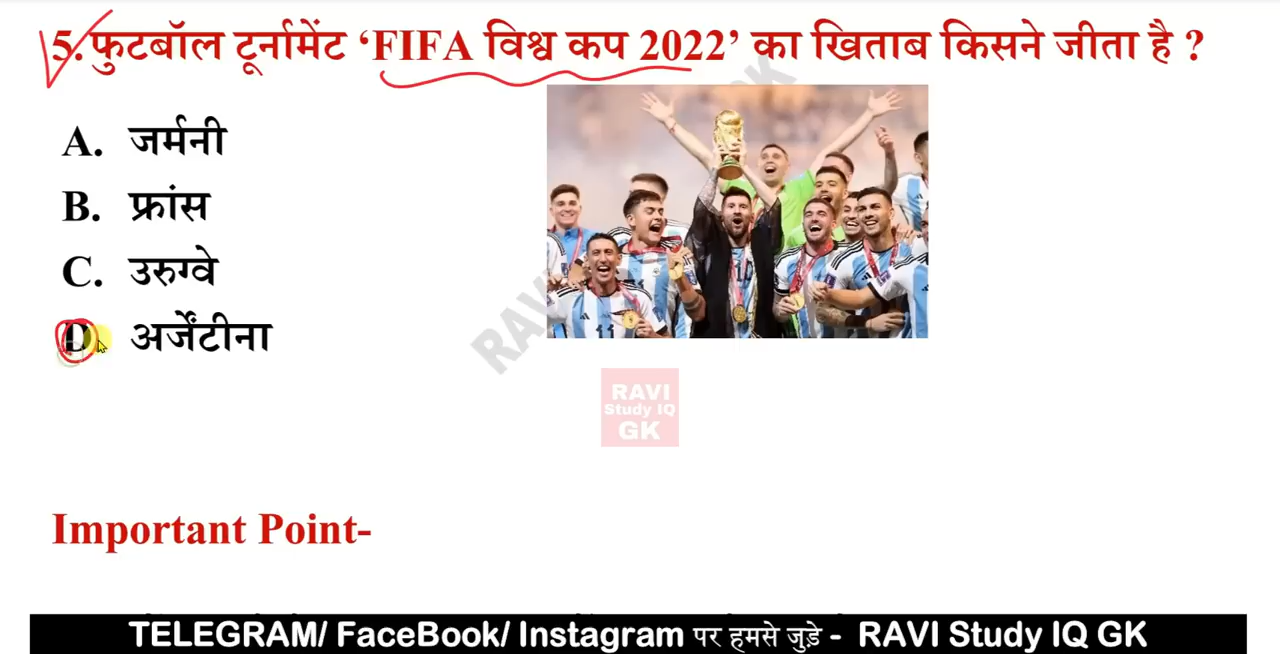 5. फुटबॉल टूर्नामेंट ‘FIFA विश्व कप 2022’ का खिताब किसने जीता है ?
A. जर्मनी
B. फ्रांस
C. उरुग्वे
D. अर्जेंटीना
RAVI
Study IQ
GK
Important Point-
TELEGRAM/ FaceBook/ Instagram पर हमसे जुड़े - RAVI Study IQ GK